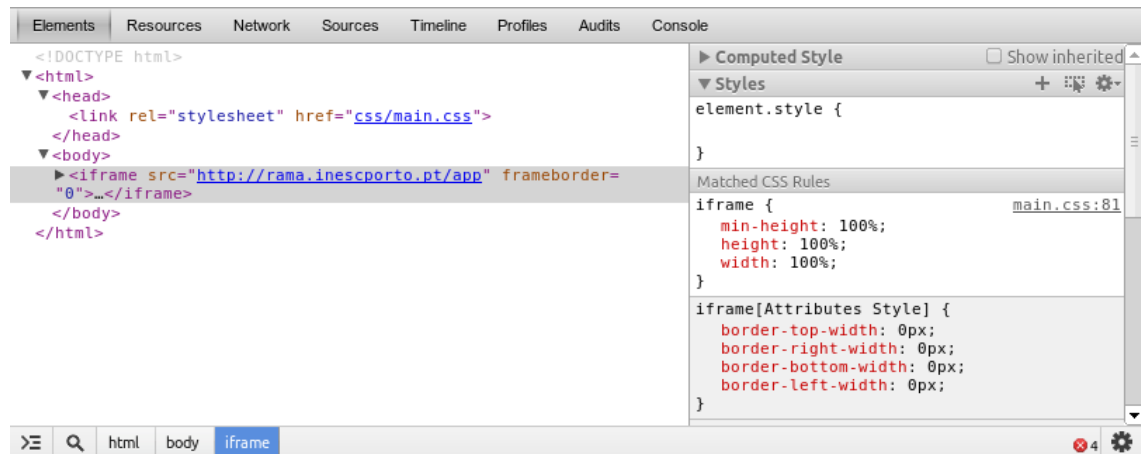 Elements Resources Network Sources Timeline Profiles Audits Console
<!DOCTYPE html>
▼<html>
▼<head>
<link rel="stylesheet" href="css/main.css">
</head>
▼<body>
▶<iframe src="http://rama.inescporto.pt/app" frameborder=
"0">…</iframe>
</body>
</html>
▶ Computed Style Show inherited
▼ Styles
element.style {
}
Matched CSS Rules
iframe { main.css:81
min-height: 100%;
height: 100%;
width: 100%;
}
iframe[Attributes Style] {
border-top-width: 0px;
border-right-width: 0px;
border-bottom-width: 0px;
border-left-width: 0px;
}
html body iframe 4